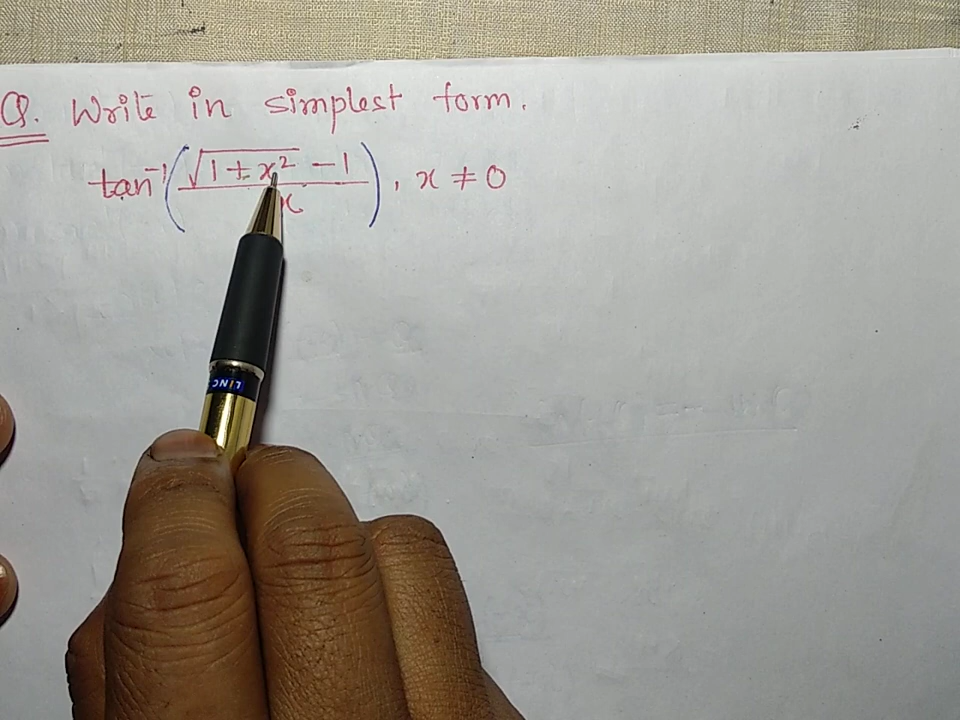 Q. Write in simplest form.
tan⁻¹(√(1+x²) −1 / x), x ≠ 0
LINC